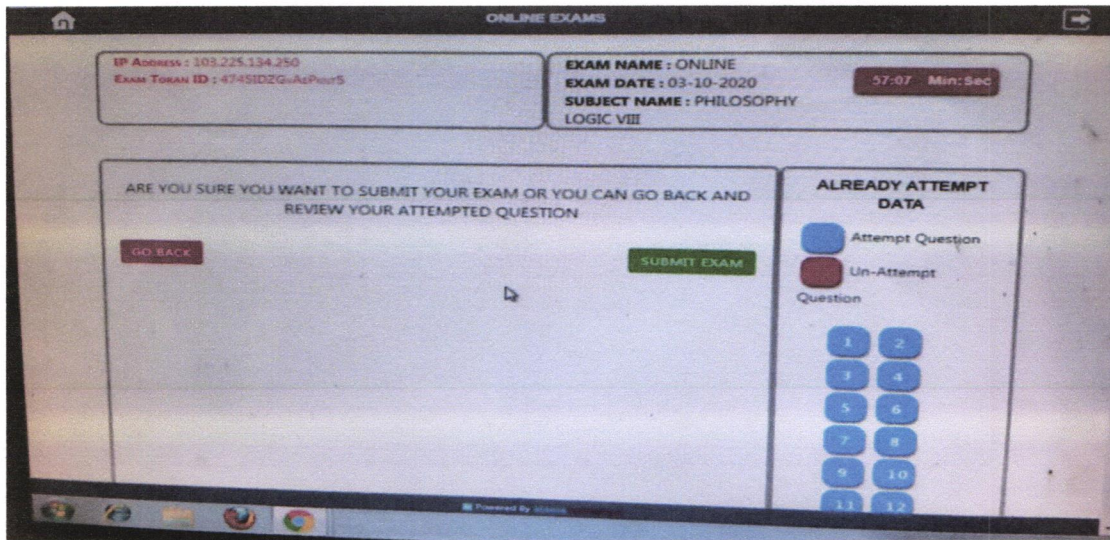 ONLINE EXAMS
IP ADDRESS : 103.225.134.250
EXAM TOKAN ID :
EXAM NAME : ONLINE
EXAM DATE : 03-10-2020
SUBJECT NAME : PHILOSOPHY
LOGIC VIII
57:07 Min:Sec
ARE YOU SURE YOU WANT TO SUBMIT YOUR EXAM OR YOU CAN GO BACK AND
REVIEW YOUR ATTEMPTED QUESTION
GO BACK
SUBMIT EXAM
ALREADY ATTEMPT
DATA
Attempt Question
Un-Attempt
Question
1 2
3 4
5 6
7 8
9 10
11 12
Powered By